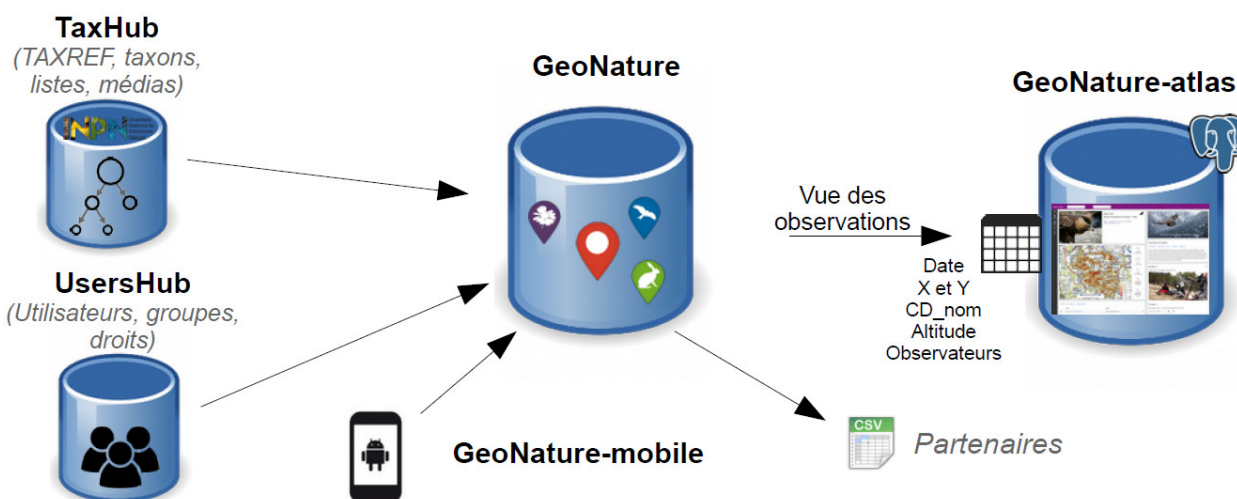 TaxHub
(TAXREF, taxons,
listes, médias)
INPN
GeoNature
GeoNature-atlas
Vue des
observations
Date
X et Y
CD_nom
Altitude
Observateurs
UsersHub
(Utilisateurs, groupes,
droits)
GeoNature-mobile
CSV
Partenaires